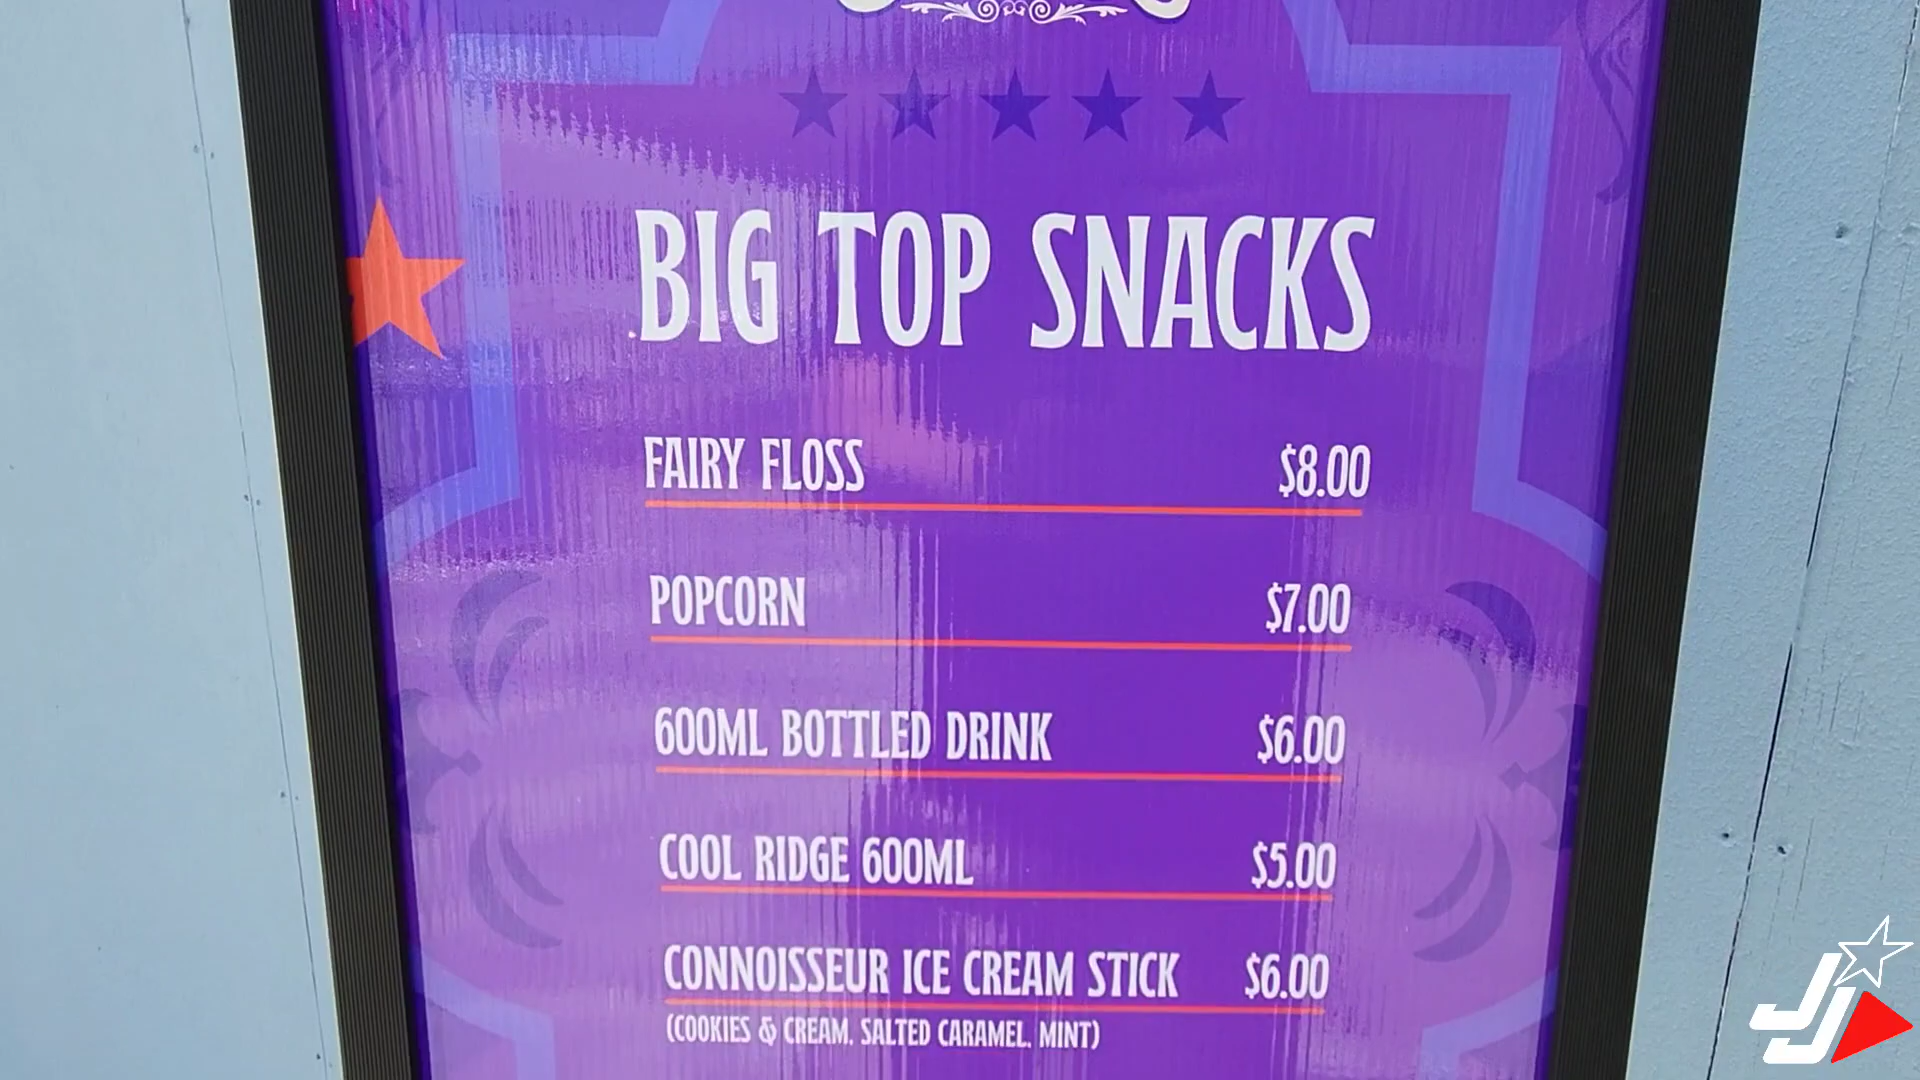 BIG TOP SNACKS
FAIRY FLOSS $8.00
POPCORN $7.00
600ML BOTTLED DRINK $6.00
COOL RIDGE 600ML $5.00
CONNOISSEUR ICE CREAM STICK $6.00
(COOKIES & CREAM, SALTED CARAMEL, MINT)
JJ